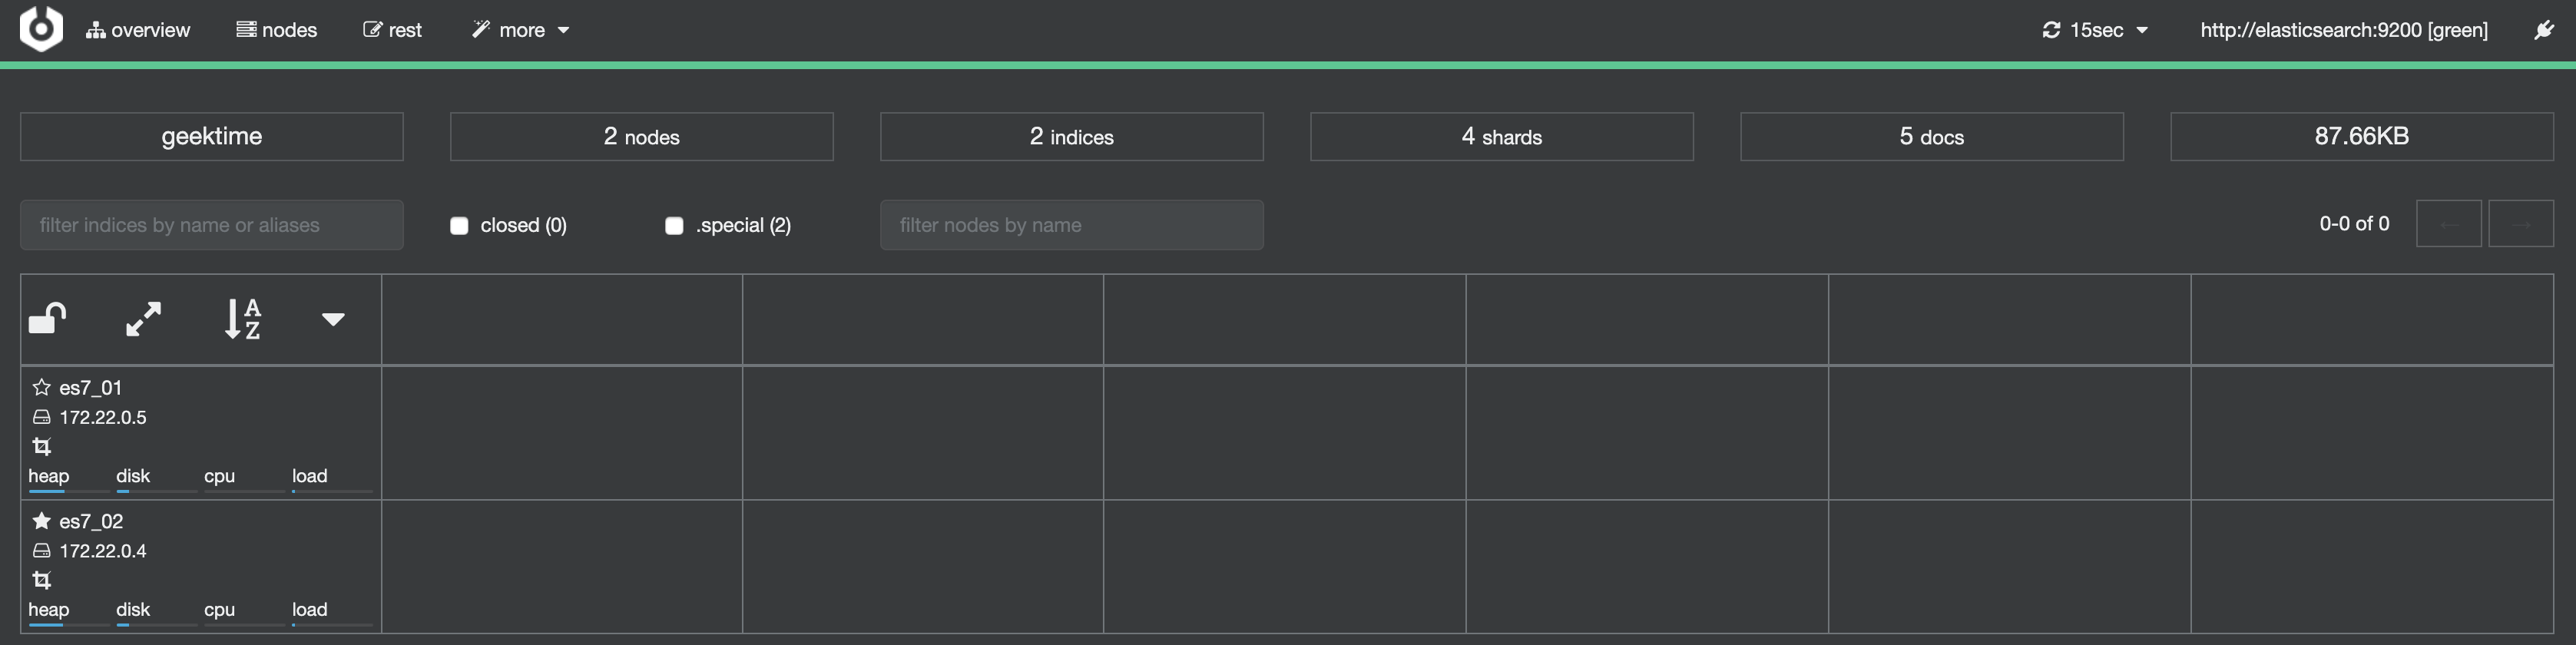 overview nodes rest more 15sec http://elasticsearch:9200 [green]
geektime 2 nodes 2 indices 4 shards 5 docs 87.66KB
filter indices by name or aliases closed (0) .special (2) filter nodes by name 0-0 of 0 ← →
A
Z
es7_01
172.22.0.5
heap disk cpu load
es7_02
172.22.0.4
heap disk cpu load